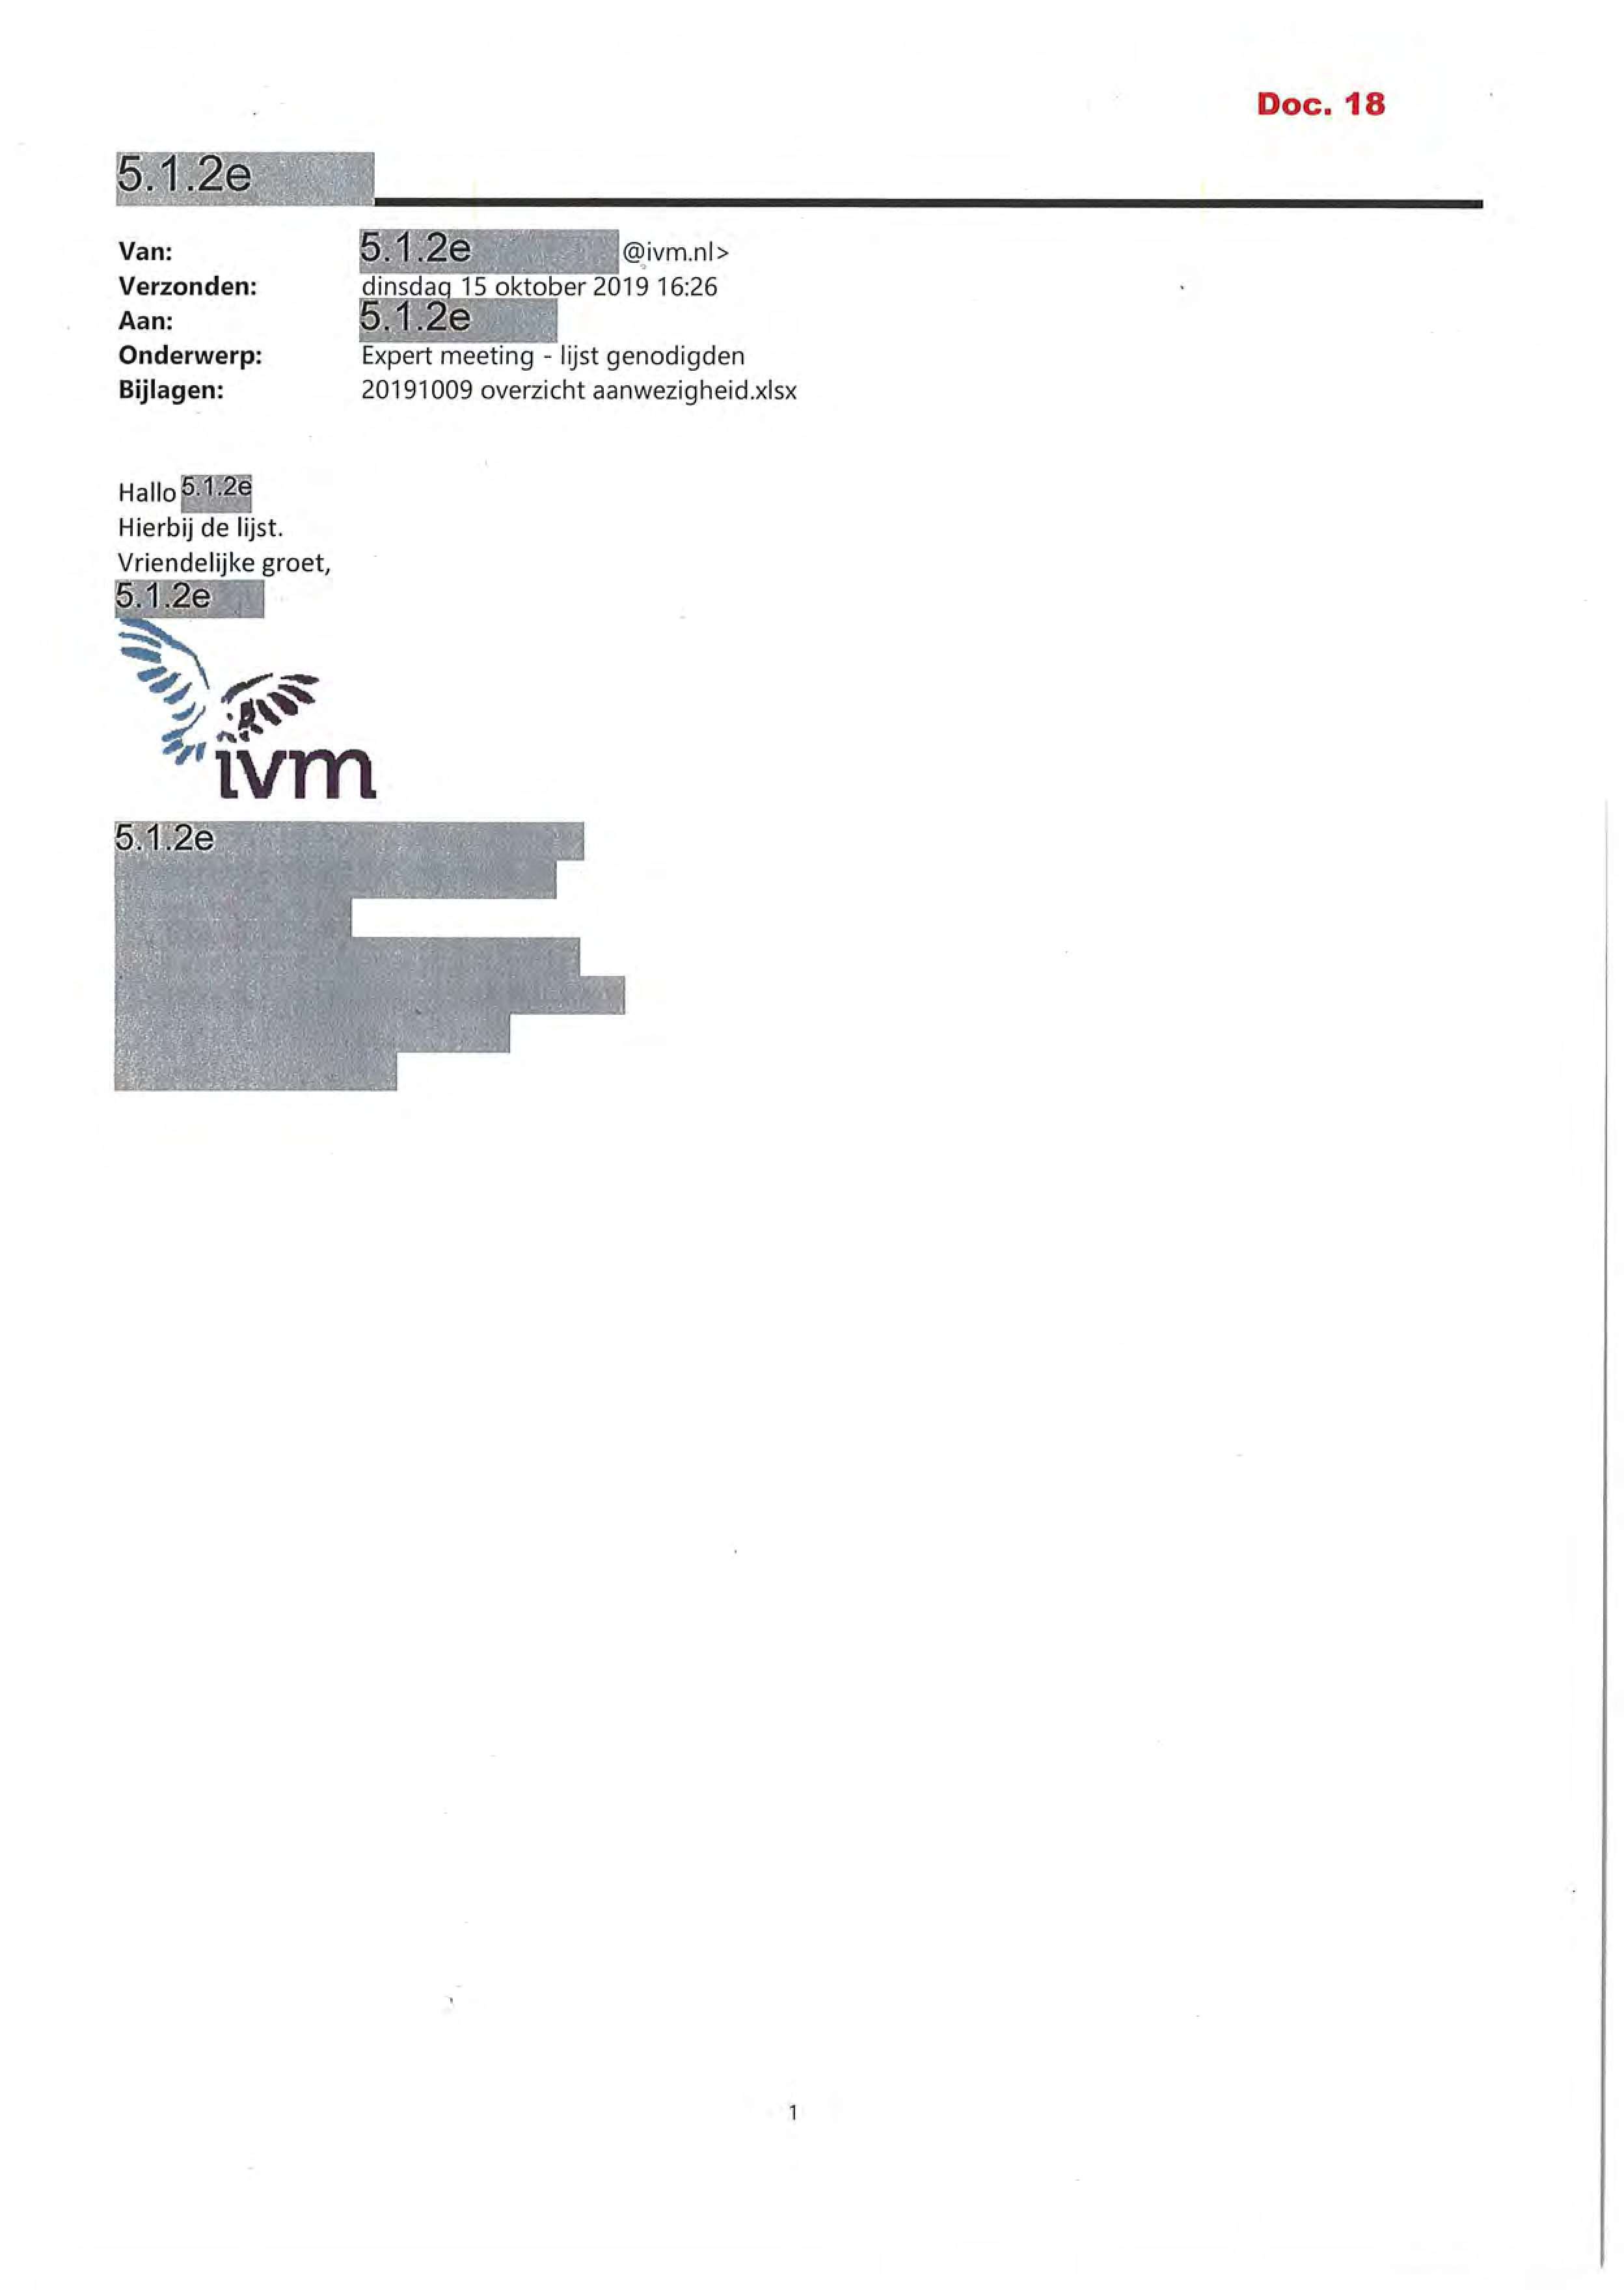 Doc. 18
5.1.2e
Van: 5.1.2e @ivm.nl>
Verzonden: dinsdag 15 oktober 2019 16:26
Aan: 5.1.2e
Onderwerp: Expert meeting - lijst genodigden
Bijlagen: 20191009 overzicht aanwezigheid.xlsx
Hallo 5.1.2e
Hierbij de lijst.
Vriendelijke groet,
5.1.2e
ivm
5.1.2e
1